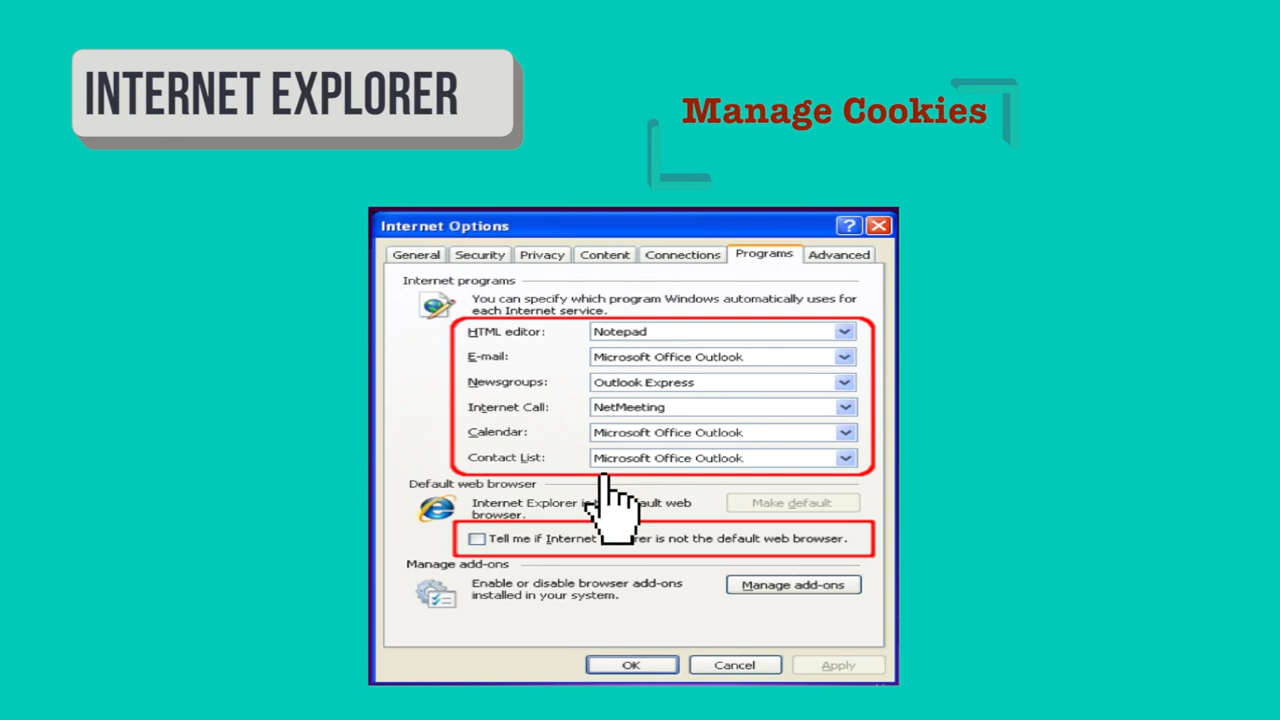 INTERNET EXPLORER
Manage Cookies
Internet Options
General Security Privacy Content Connections Programs Advanced
Internet programs
You can specify which program Windows automatically uses for
each Internet service.
HTML editor: Notepad
E-mail: Microsoft Office Outlook
Newsgroups: Outlook Express
Internet Call: NetMeeting
Calendar: Microsoft Office Outlook
Contact List: Microsoft Office Outlook
Default web browser
Internet Explorer is default web
browser.
Make default
Tell me if Internet rer is not the default web browser.
Manage add-ons
Enable or disable browser add-ons
installed in your system.
Manage add-ons
OK Cancel Apply